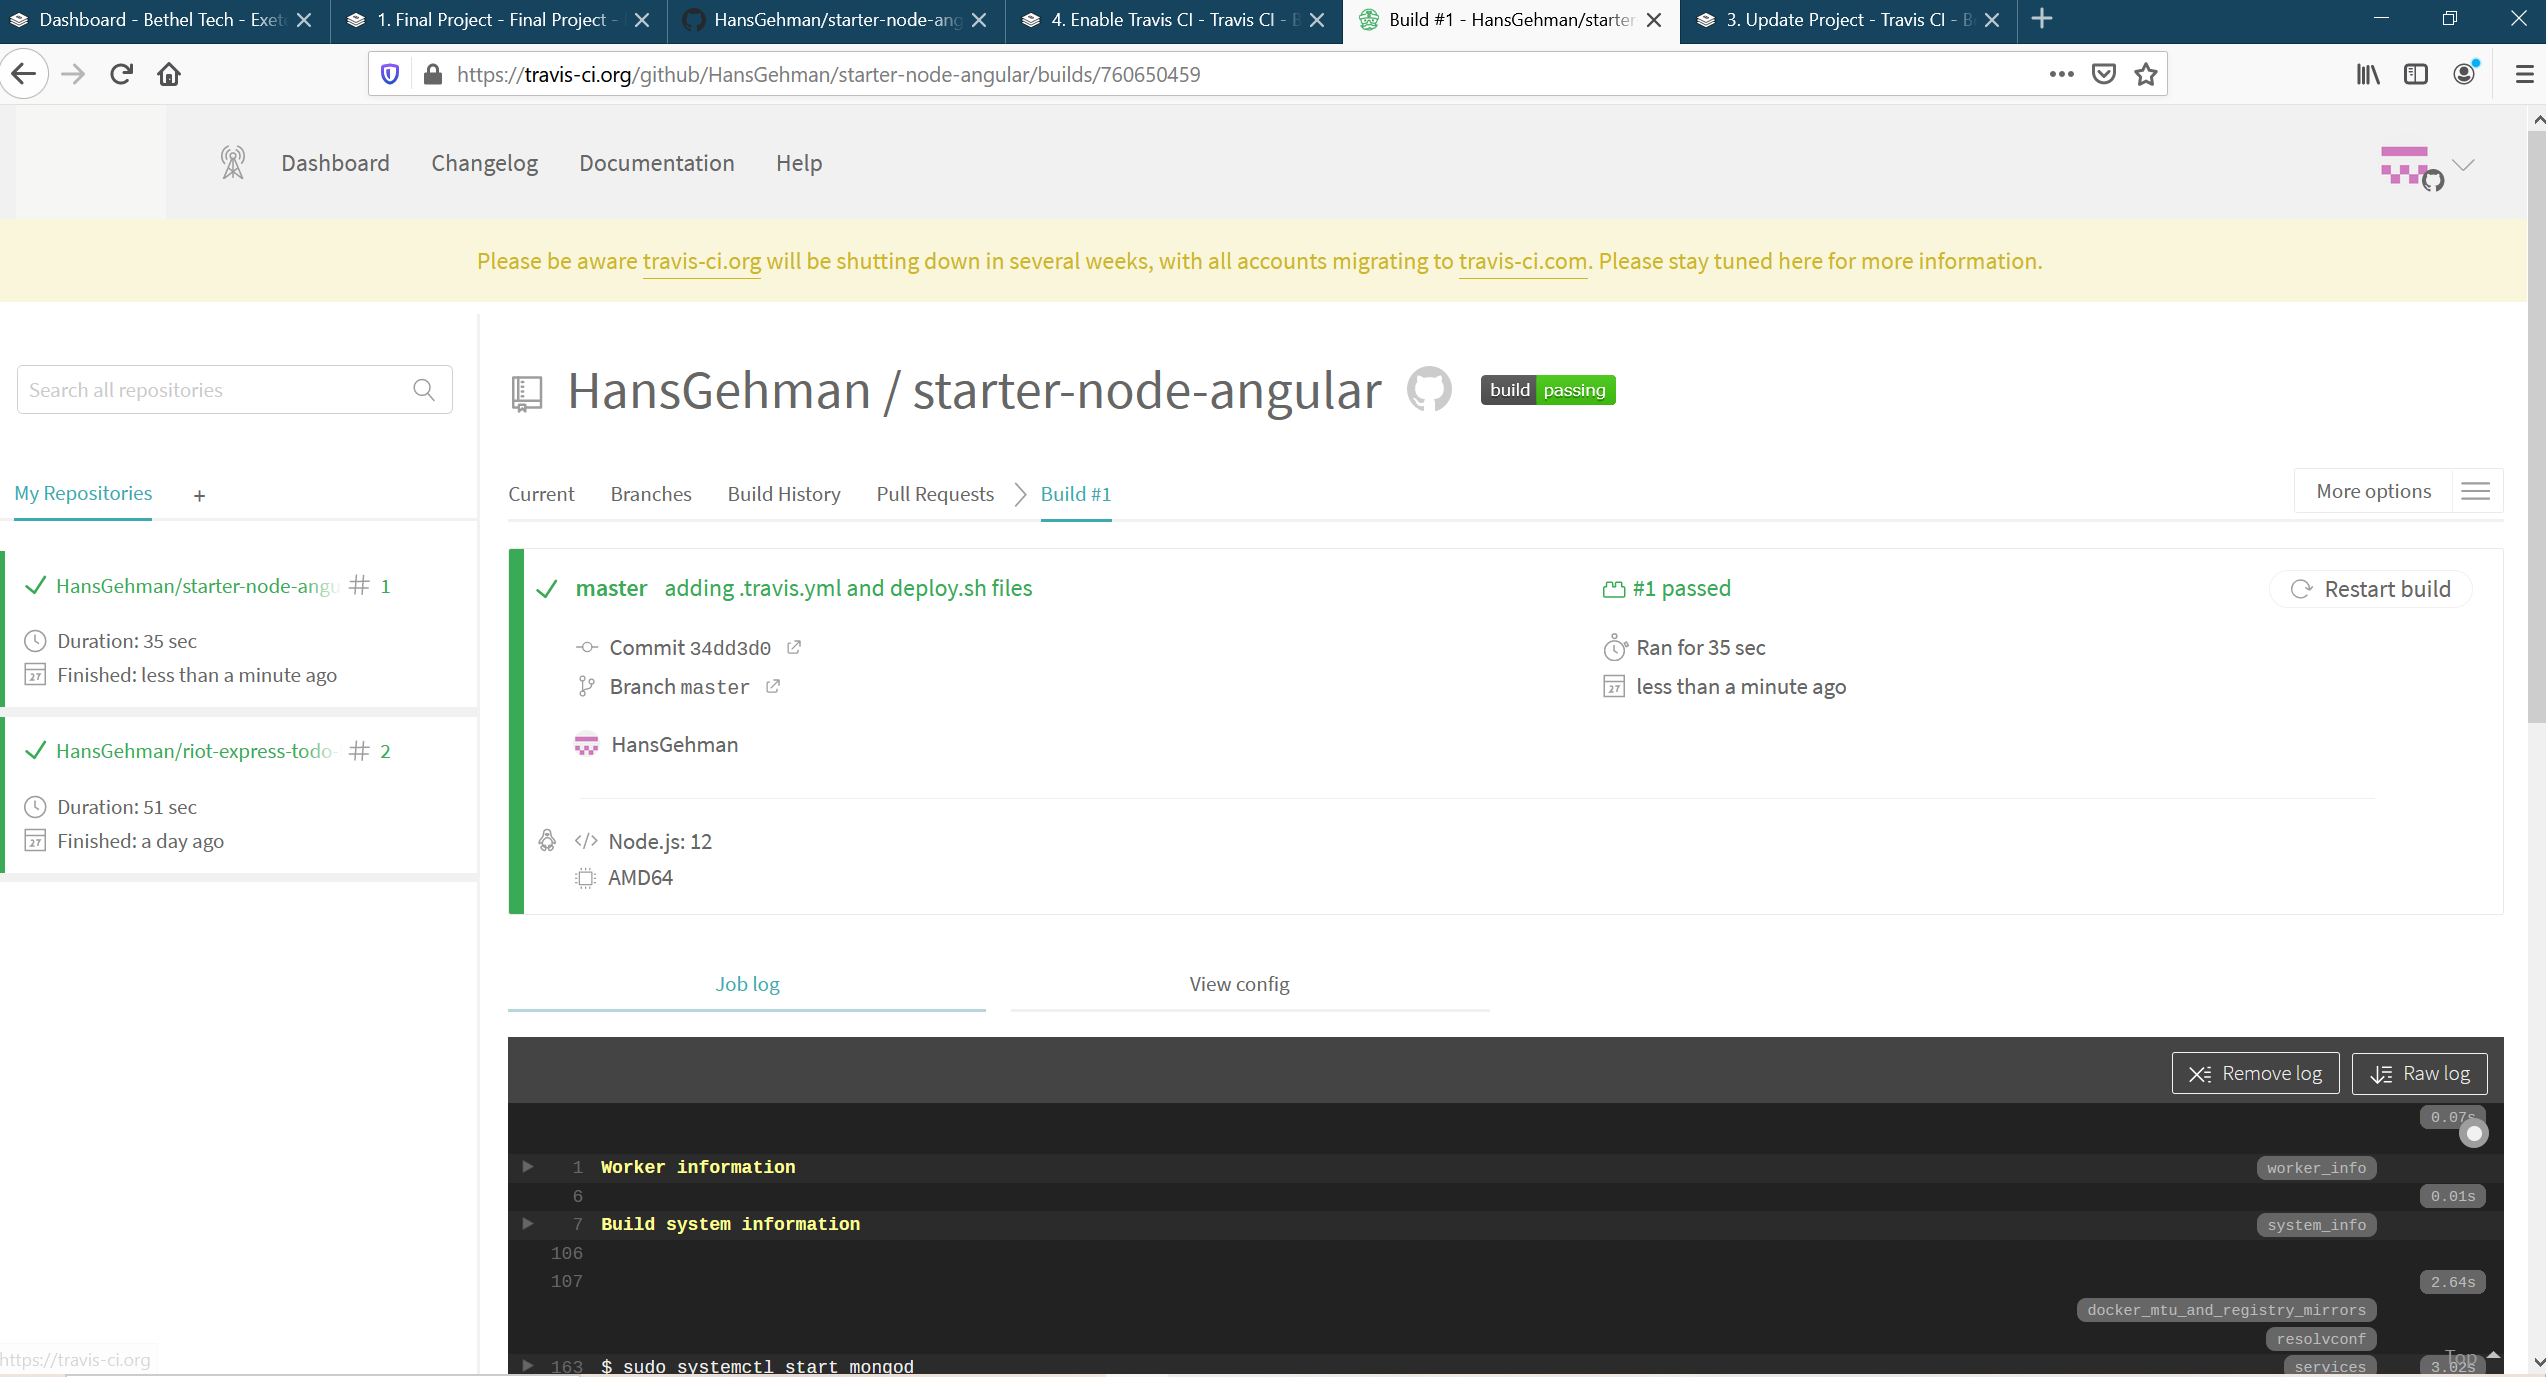 Dashboard - Bethel Tech - Exete
1. Final Project - Final Project -
HansGehman/starter-node-ang
4. Enable Travis CI - Travis CI - B
Build #1 - HansGehman/starter
3. Update Project - Travis CI - Be
https://travis-ci.org/github/HansGehman/starter-node-angular/builds/760650459
Dashboard
Changelog
Documentation
Help
Please be aware travis-ci.org will be shutting down in several weeks, with all accounts migrating to travis-ci.com. Please stay tuned here for more information.
Search all repositories
HansGehman / starter-node-angular
build passing
My Repositories
+
Current
Branches
Build History
Pull Requests
Build #1
More options
HansGehman/starter-node-angu # 1
Duration: 35 sec
Finished: less than a minute ago
HansGehman/riot-express-todo- # 2
Duration: 51 sec
Finished: a day ago
master adding .travis.yml and deploy.sh files
#1 passed
Restart build
Commit 34dd3d0
Ran for 35 sec
Branch master
less than a minute ago
HansGehman
Node.js: 12
AMD64
Job log
View config
Remove log
Raw log
0.07s
1 Worker information worker_info
6 0.01s
7 Build system information system_info
106
107 2.64s
docker_mtu_and_registry_mirrors
resolvconf
163 $ sudo systemctl start mongod services 3.02s
Top
https://travis-ci.org